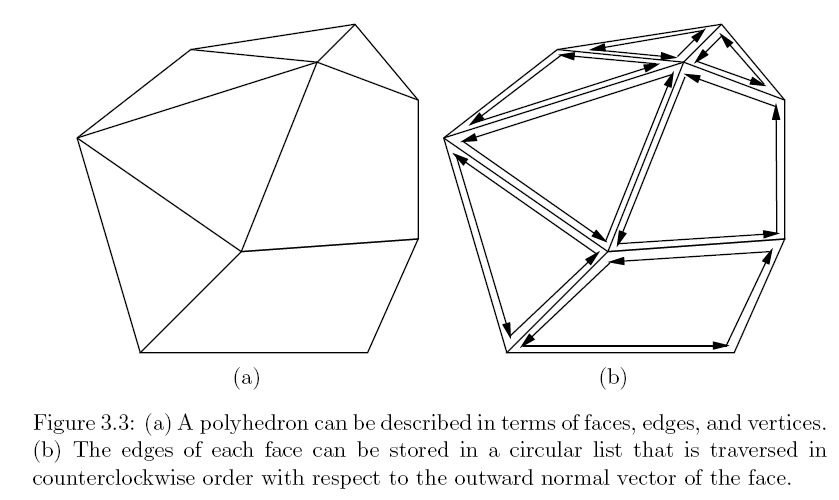 (a) (b)
Figure 3.3: (a) A polyhedron can be described in terms of faces, edges, and vertices.
(b) The edges of each face can be stored in a circular list that is traversed in
counterclockwise order with respect to the outward normal vector of the face.